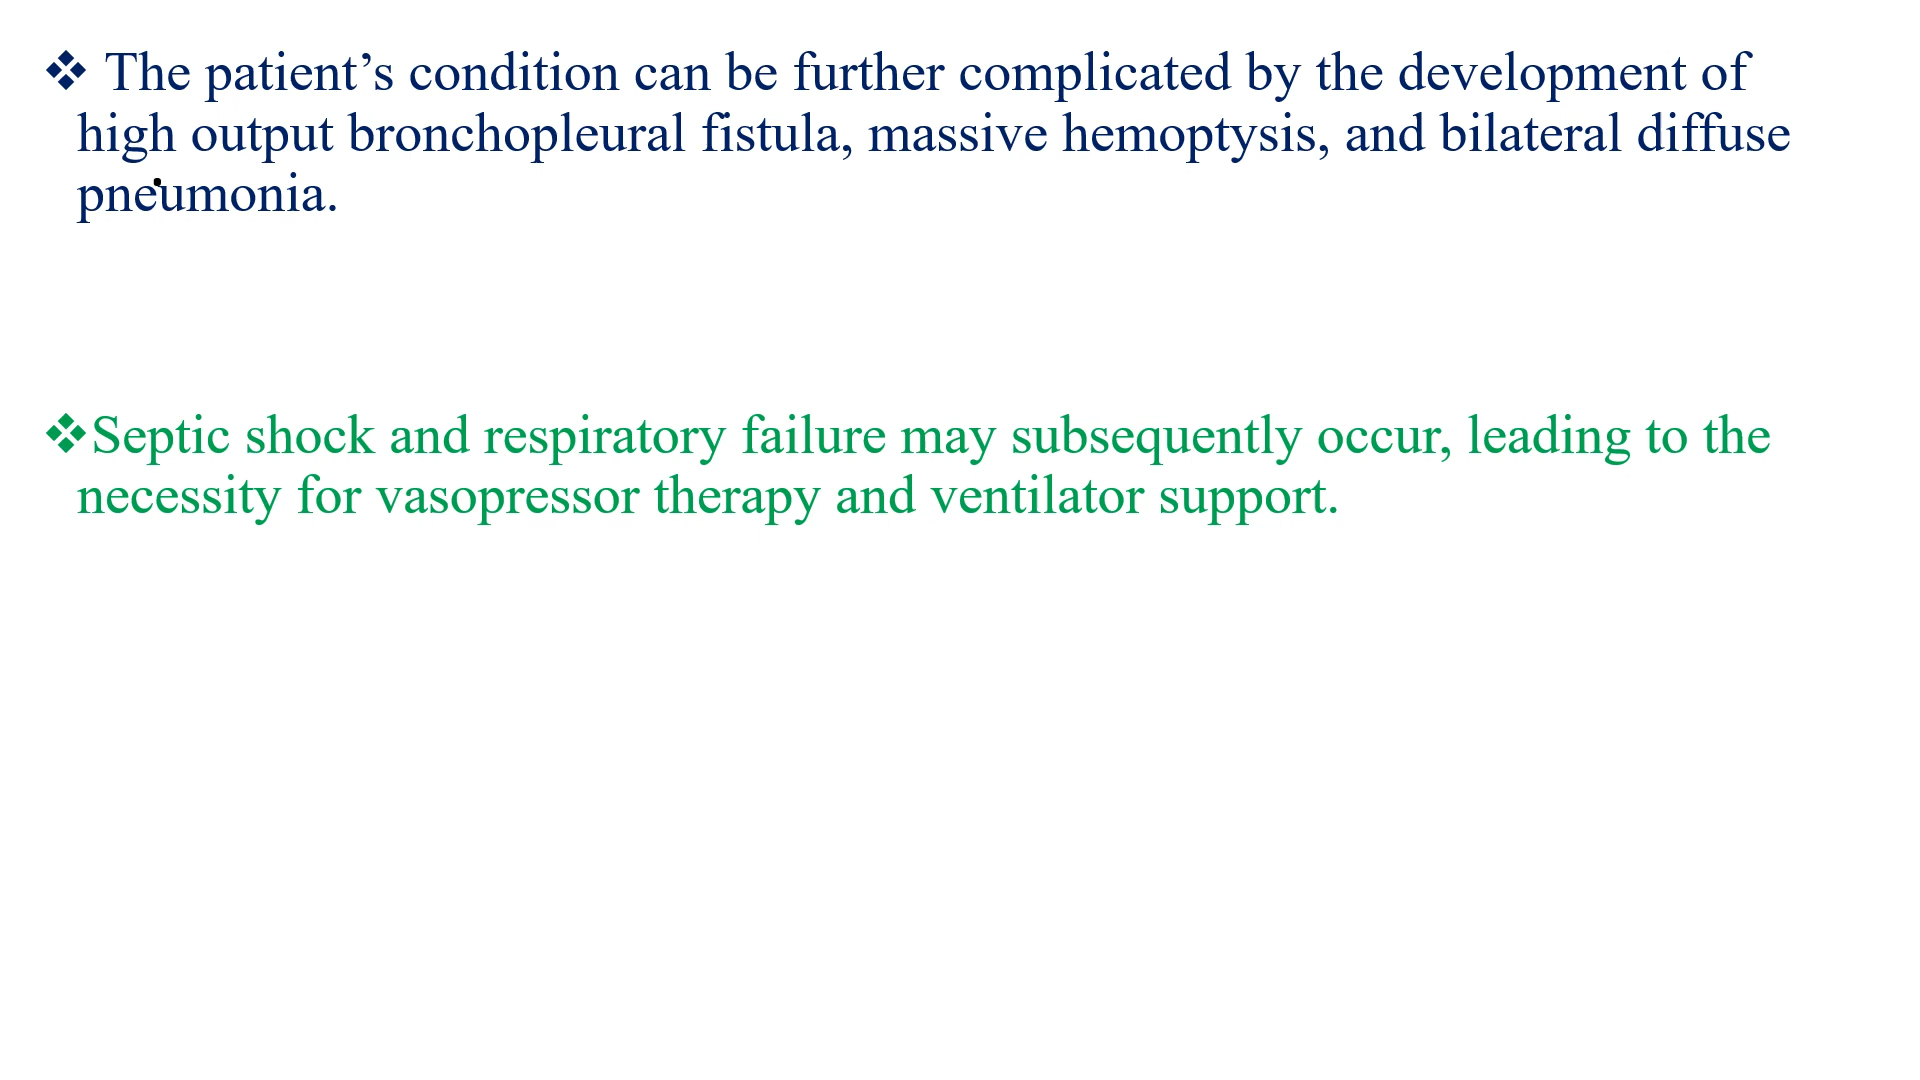 ❖ The patient’s condition can be further complicated by the development of
high output bronchopleural fistula, massive hemoptysis, and bilateral diffuse
pneumonia.
❖Septic shock and respiratory failure may subsequently occur, leading to the
necessity for vasopressor therapy and ventilator support.